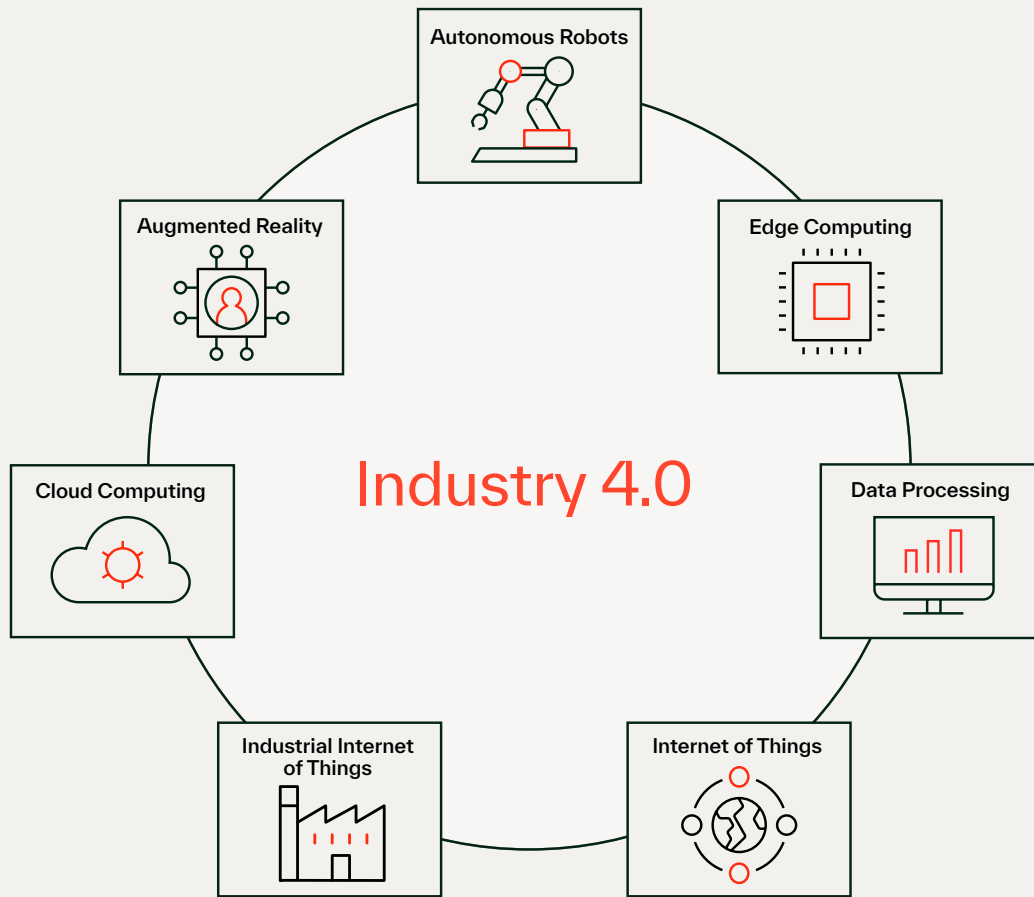 Autonomous Robots
Augmented Reality
Edge Computing
Industry 4.0
Cloud Computing
Data Processing
Industrial Internet
of Things
Internet of Things